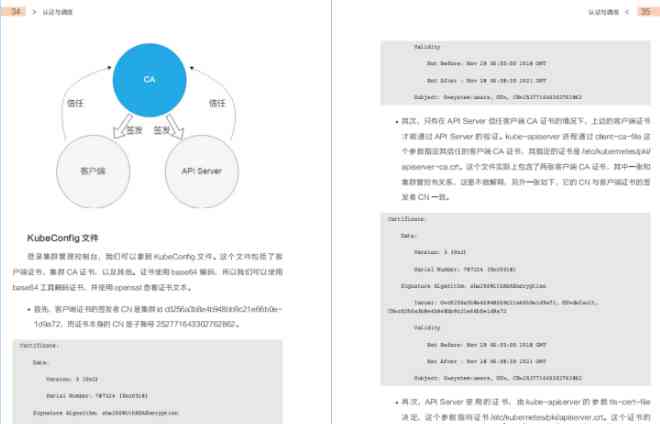 34 > 认证与调度
CA
信任
信任
签发
签发
客户端
API Server
KubeConfig 文件
登录集群管理控制台，我们可以拿到 KubeConfig 文件。这个文件包括了客
户端证书、集群 CA 证书，以及其他。证书使用 base64 编码，所以我们可以使用
base64 工具解码证书，并使用 openssl 查看证书文本。
• 首先，客户端证书的签发者 CN 是集群 id
而证书本身的 CN 是子账号 252771643302762862。
Certificate:
Data:
Version: 3 (0x2)
Serial Number:
Signature Algorithm: sha256WithRSAEncryption
认证与调度 < 35
Validity
Not Before: Nov 29 06:03:00 2018 GMT
Not After : Nov 28 06:08:2021 GMT
Subject: O=system:users, OU=, CN=252771643302762862
• 其次，只有在 API Server 信任客户端 CA 证书的情况下，上边的客户端证书
才能通过 API Server 的验证。kube-apiserver 进程通过 client-ca-file 这
个参数指定其信任的客户端 CA 证书，其指定的证书是 /etc/kubernetes/pki/
apiserver-ca.crt。这个文件实际上包含了两张客户端 CA 证书，其中一张和
集群管控有关系，这里不做解释，另外一张如下，它的 CN 与客户端证书的签
发者 CN 一致。
Certificate:
Data:
Version: 3 (0x2)
Serial Number:
Signature Algorithm: sha256WithRSAEncryption
Validity
Not Before: Nov 29 06:03:00 2018 GMT
Not After : Nov 28 06:08:2021 GMT
Subject: O=system:users, OU=, CN=252771643302762862
• 再次，API Server 使用的证书，由 kube-apiserver 的参数 tls-cert-file
决定，这个参数指向证书 /etc/kubernetes/pki/apiserver.crt。这个证书的